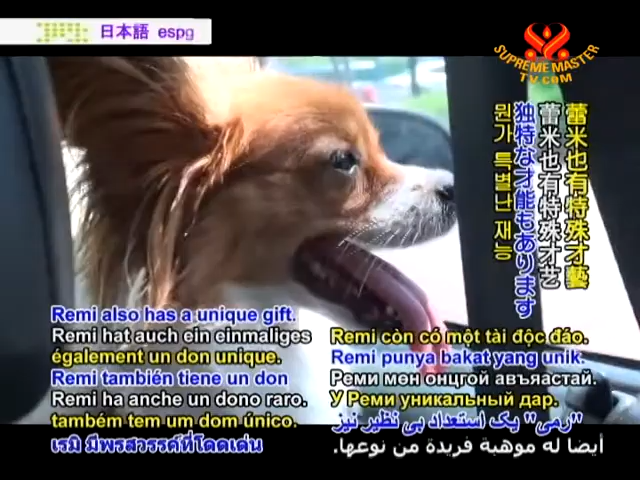 日本語 espg
SUPREME MASTER
TV.COM
蕾米也有特殊才藝
蕾米也有特殊才艺
独特な才能もあります
뭔가 특별난 재능
Remi also has a unique gift.
Remi hat auch ein einmaliges
également un don unique.
Remi también tiene un don
Remi ha anche un dono raro.
também tem um dom único.
เรมี มีพรสวรรค์ที่โดดเด่น
Remi còn có một tài độc đáo.
Remi punya bakat yang unik.
Реми мөн онцгой авъяастай.
У Реми уникальный дар.
"رمی" یک استعداد بی نظیر نیز
أيضا له موهبة فريدة من نوعها.